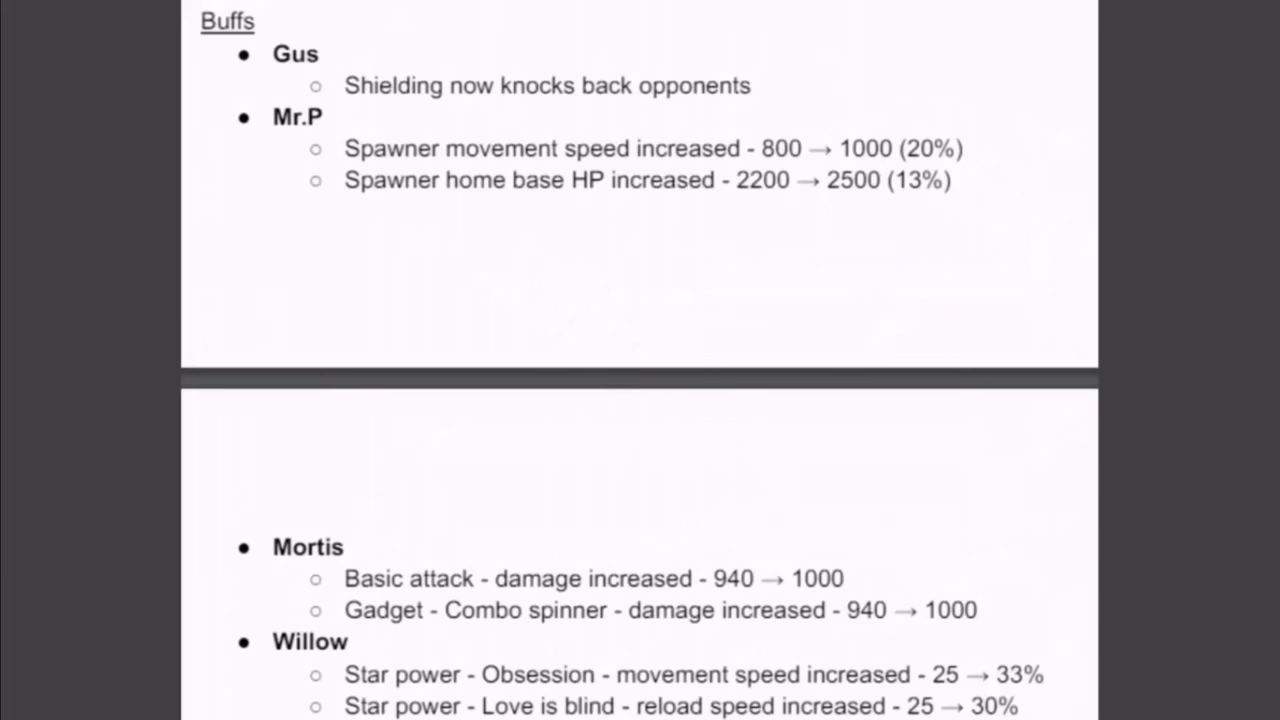 Buffs
● Gus
○ Shielding now knocks back opponents
● Mr.P
○ Spawner movement speed increased - 800 → 1000 (20%)
○ Spawner home base HP increased - 2200 → 2500 (13%)
● Mortis
○ Basic attack - damage increased - 940 → 1000
○ Gadget - Combo spinner - damage increased - 940 → 1000
● Willow
○ Star power - Obsession - movement speed increased - 25 → 33%
○ Star power - Love is blind - reload speed increased - 25 → 30%